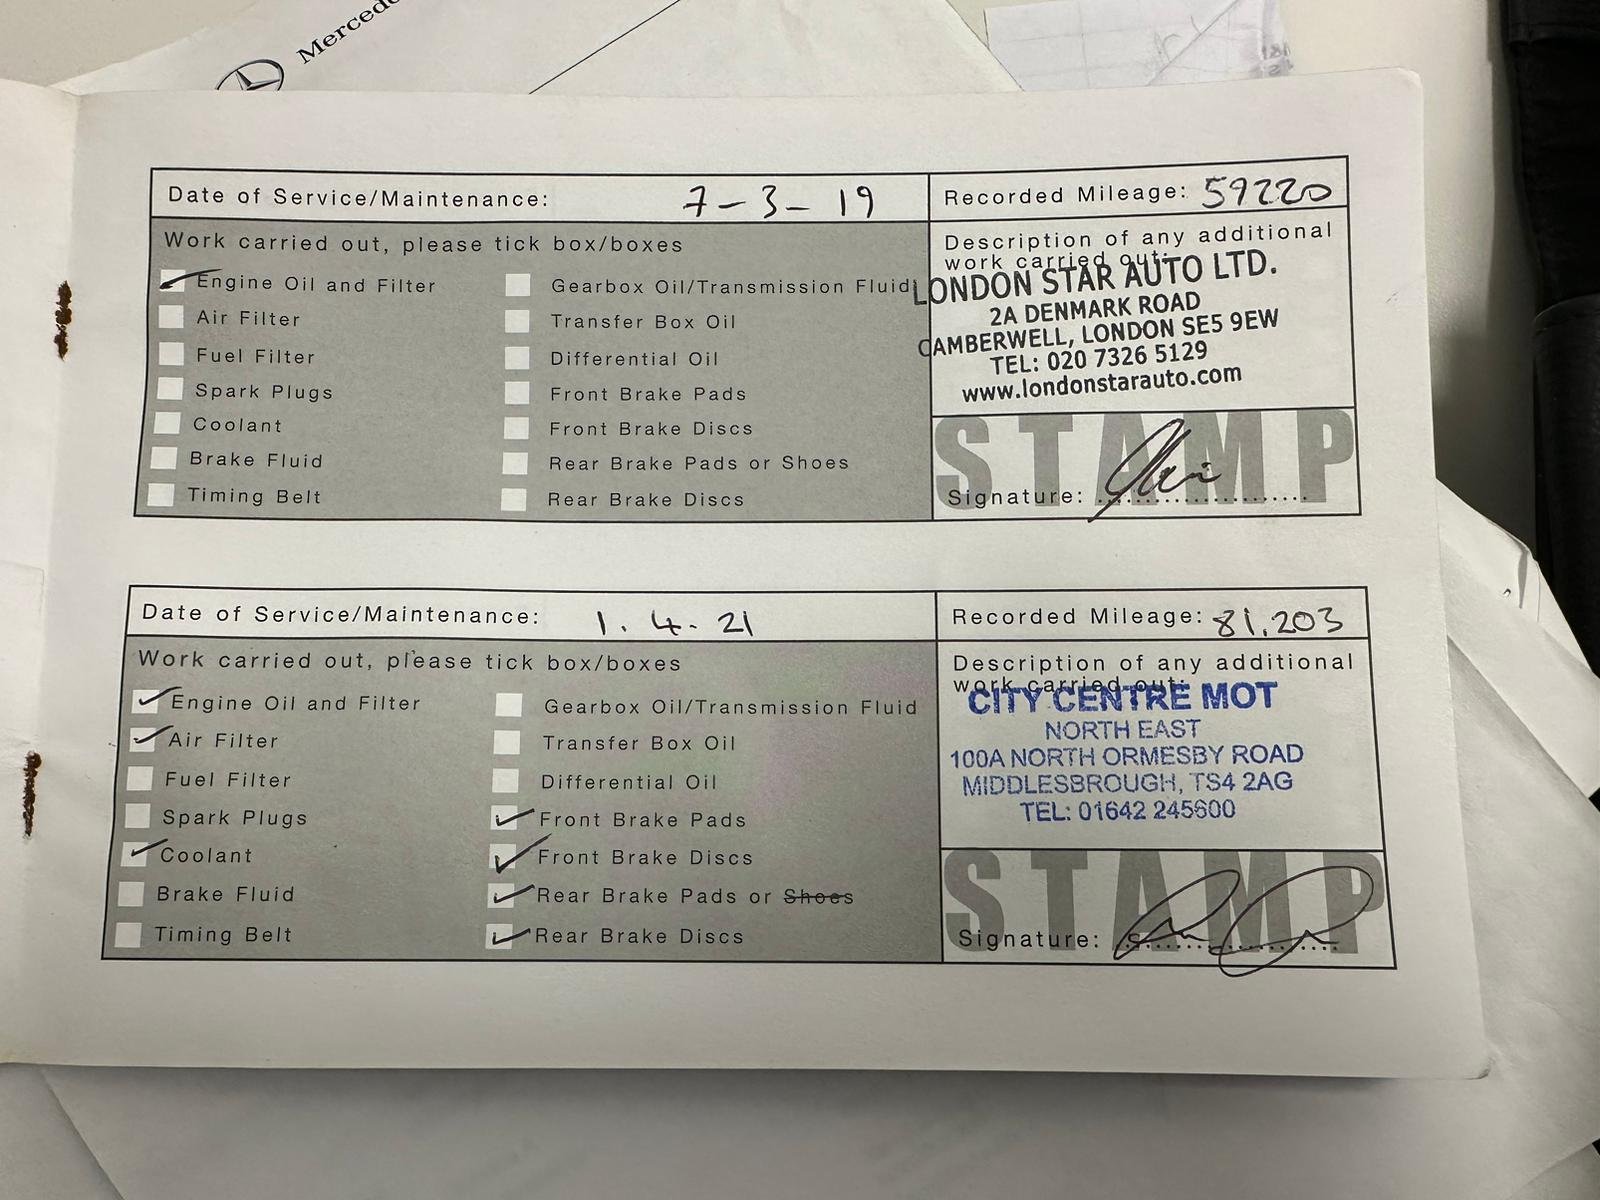 Mercede
Date of Service/Maintenance: 7-3-19
Recorded Mileage: 59220
Work carried out, please tick box/boxes
Engine Oil and Filter
Air Filter
Fuel Filter
Spark Plugs
Coolant
Brake Fluid
Timing Belt
Gearbox Oil/Transmission Fluid
Transfer Box Oil
Differential Oil
Front Brake Pads
Front Brake Discs
Rear Brake Pads or Shoes
Rear Brake Discs
Description of any additional
work carried out:
LONDON STAR AUTO LTD.
2A DENMARK ROAD
CAMBERWELL, LONDON SE5 9EW
TEL: 020 7326 5129
www.londonstarauto.com
STAMP
Signature:
Date of Service/Maintenance: 1.4.21
Recorded Mileage: 81,203
Work carried out, please tick box/boxes
Engine Oil and Filter
Air Filter
Fuel Filter
Spark Plugs
Coolant
Brake Fluid
Timing Belt
Gearbox Oil/Transmission Fluid
Transfer Box Oil
Differential Oil
Front Brake Pads
Front Brake Discs
Rear Brake Pads or Shoes
Rear Brake Discs
Description of any additional
work carried out:
CITY CENTRE MOT
NORTH EAST
100A NORTH ORMESBY ROAD
MIDDLESBROUGH, TS4 2AG
TEL: 01642 245600
STAMP
Signature: